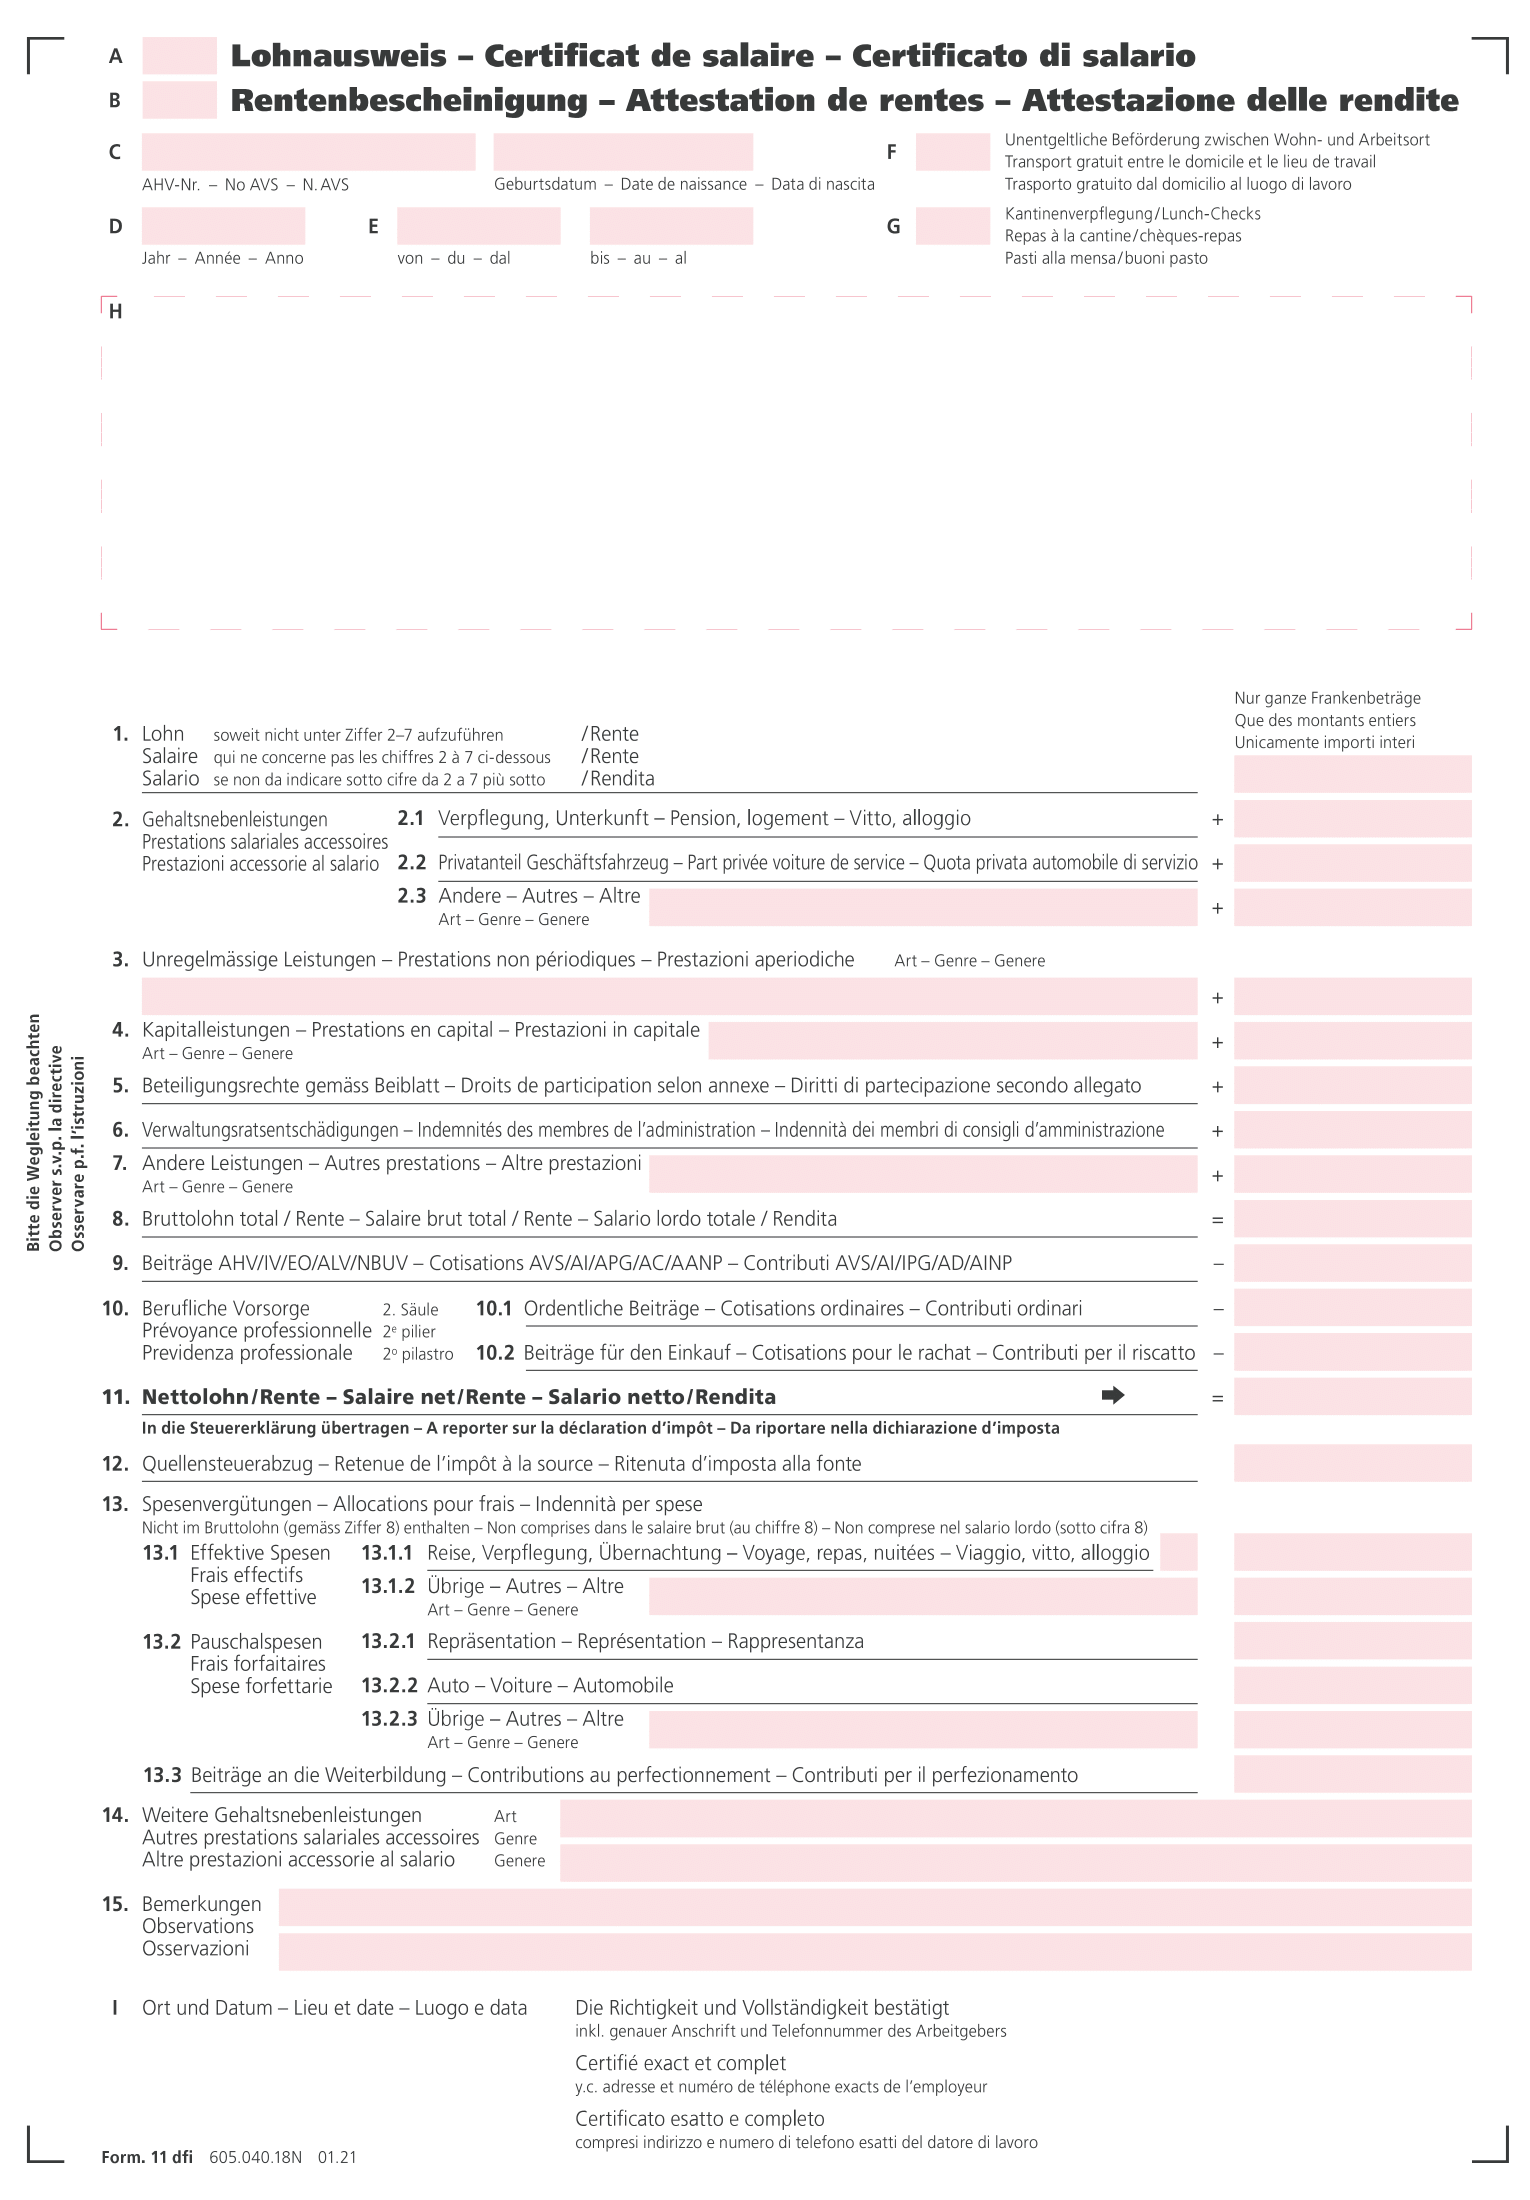 A Lohnausweis – Certificat de salaire – Certificato di salario
B Rentenbescheinigung – Attestation de rentes – Attestazione delle rendite
C
AHV-Nr. – No AVS – N. AVS
Geburtsdatum – Date de naissance – Data di nascita
F Unentgeltliche Beförderung zwischen Wohn- und Arbeitsort
Transport gratuit entre le domicile et le lieu de travail
Trasporto gratuito dal domicilio al luogo di lavoro
D
Jahr – Année – Anno
E
von – du – dal
bis – au – al
G Kantinenverpflegung/Lunch-Checks
Repas à la cantine/chèques-repas
Pasti alla mensa/buoni pasto
H
Nur ganze Frankenbeträge
Que des montants entiers
Unicamente importi interi
1. Lohn soweit nicht unter Ziffer 2–7 aufzuführen /Rente
Salaire qui ne concerne pas les chiffres 2 à 7 ci-dessous /Rente
Salario se non da indicare sotto cifre da 2 a 7 più sotto /Rendita
2. Gehaltsnebenleistungen
Prestations salariales accessoires
Prestazioni accessorie al salario
2.1 Verpflegung, Unterkunft – Pension, logement – Vitto, alloggio +
2.2 Privatanteil Geschäftsfahrzeug – Part privée voiture de service – Quota privata automobile di servizio +
2.3 Andere – Autres – Altre
Art – Genre – Genere +
3. Unregelmässige Leistungen – Prestations non périodiques – Prestazioni aperiodiche Art – Genre – Genere
+
4. Kapitalleistungen – Prestations en capital – Prestazioni in capitale
Art – Genre – Genere +
5. Beteiligungsrechte gemäss Beiblatt – Droits de participation selon annexe – Diritti di partecipazione secondo allegato +
6. Verwaltungsratsentschädigungen – Indemnités des membres de l’administration – Indennità dei membri di consigli d’amministrazione +
7. Andere Leistungen – Autres prestations – Altre prestazioni
Art – Genre – Genere +
8. Bruttolohn total / Rente – Salaire brut total / Rente – Salario lordo totale / Rendita =
9. Beiträge AHV/IV/EO/ALV/NBUV – Cotisations AVS/AI/APG/AC/AANP – Contributi AVS/AI/IPG/AD/AINP –
10. Berufliche Vorsorge 2. Säule
Prévoyance professionnelle 2e pilier
Previdenza professionale 2o pilastro
10.1 Ordentliche Beiträge – Cotisations ordinaires – Contributi ordinari –
10.2 Beiträge für den Einkauf – Cotisations pour le rachat – Contributi per il riscatto –
11. Nettolohn/Rente – Salaire net/Rente – Salario netto/Rendita =
In die Steuererklärung übertragen – A reporter sur la déclaration d’impôt – Da riportare nella dichiarazione d’imposta
12. Quellensteuerabzug – Retenue de l’impôt à la source – Ritenuta d’imposta alla fonte
13. Spesenvergütungen – Allocations pour frais – Indennità per spese
Nicht im Bruttolohn (gemäss Ziffer 8) enthalten – Non comprises dans le salaire brut (au chiffre 8) – Non comprese nel salario lordo (sotto cifra 8)
13.1 Effektive Spesen
Frais effectifs
Spese effettive
13.1.1 Reise, Verpflegung, Übernachtung – Voyage, repas, nuitées – Viaggio, vitto, alloggio
13.1.2 Übrige – Autres – Altre
Art – Genre – Genere
13.2 Pauschalspesen
Frais forfaitaires
Spese forfettarie
13.2.1 Repräsentation – Représentation – Rappresentanza
13.2.2 Auto – Voiture – Automobile
13.2.3 Übrige – Autres – Altre
Art – Genre – Genere
13.3 Beiträge an die Weiterbildung – Contributions au perfectionnement – Contributi per il perfezionamento
14. Weitere Gehaltsnebenleistungen Art
Autres prestations salariales accessoires Genre
Altre prestazioni accessorie al salario Genere
15. Bemerkungen
Observations
Osservazioni
I Ort und Datum – Lieu et date – Luogo e data
Die Richtigkeit und Vollständigkeit bestätigt
inkl. genauer Anschrift und Telefonnummer des Arbeitgebers
Certifié exact et complet
y.c. adresse et numéro de téléphone exacts de l’employeur
Certificato esatto e completo
compresi indirizzo e numero di telefono esatti del datore di lavoro
Form. 11 dfi 605.040.18N 01.21
Bitte die Wegleitung beachten
Observer s.v.p. la directive
Osservare p.f. l’istruzioni